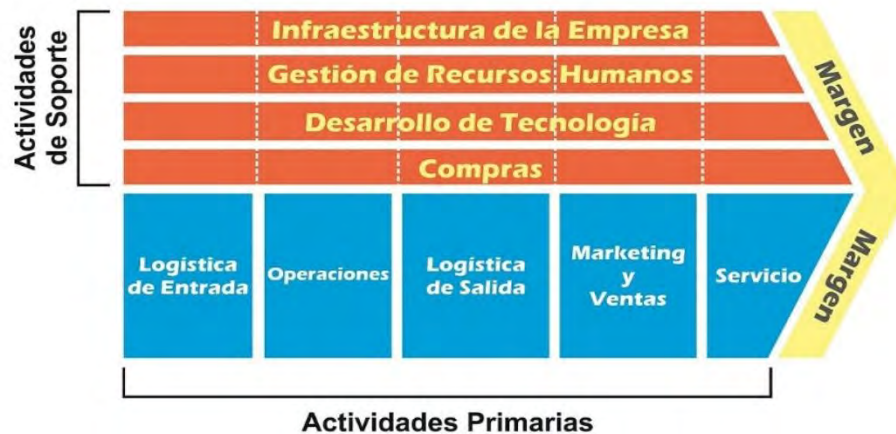 Actividades
de Soporte
Infraestructura de la Empresa
Gestión de Recursos Humanos
Desarrollo de Tecnología
Compras
Margen
Logística
de Entrada
Operaciones
Logística
de Salida
Marketing
y
Ventas
Servicio
Margen
Actividades Primarias